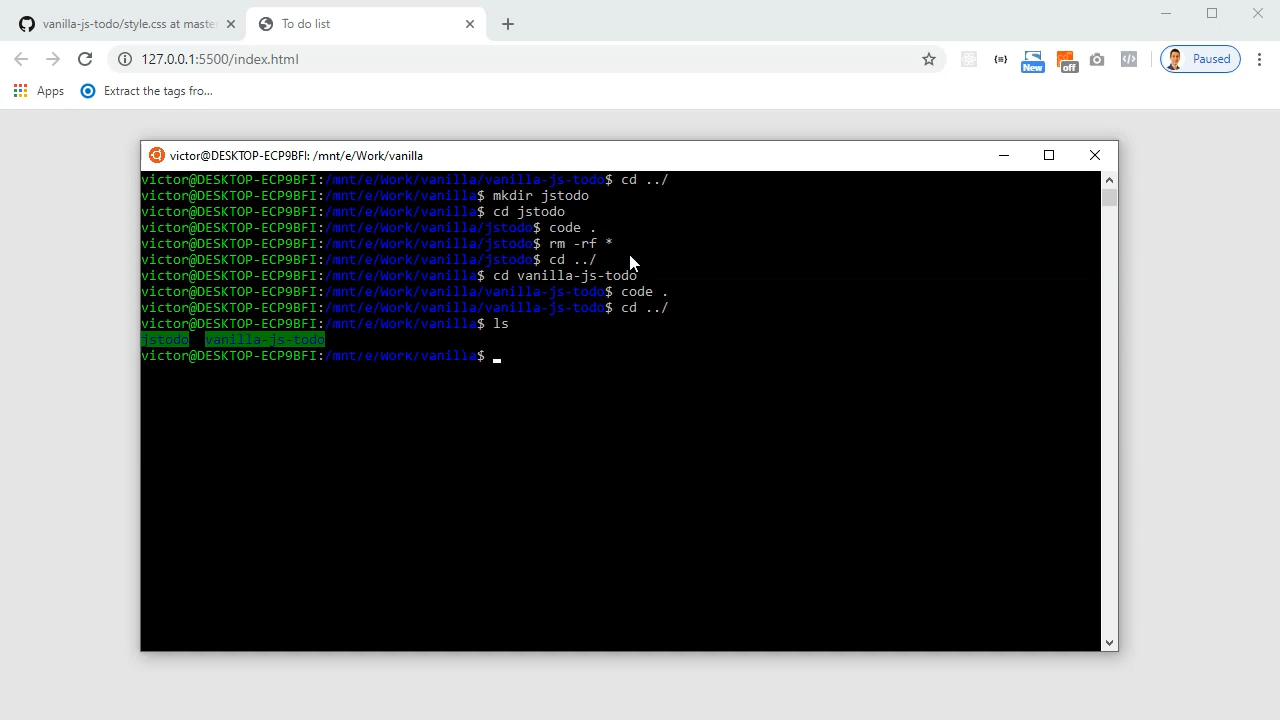 vanilla-js-todo/style.css at maste
To do list
127.0.0.1:5500/index.html
New
off
Paused
Apps
Extract the tags fro...
victor@DESKTOP-ECP9BFI: /mnt/e/Work/vanilla
victor@DESKTOP-ECP9BFI:/mnt/e/Work/vanilla/vanilla-js-todo$ cd ../
victor@DESKTOP-ECP9BFI:/mnt/e/Work/vanilla$ mkdir jstodo
victor@DESKTOP-ECP9BFI:/mnt/e/Work/vanilla$ cd jstodo
victor@DESKTOP-ECP9BFI:/mnt/e/Work/vanilla/jstodo$ code .
victor@DESKTOP-ECP9BFI:/mnt/e/Work/vanilla/jstodo$ rm -rf *
victor@DESKTOP-ECP9BFI:/mnt/e/Work/vanilla/jstodo$ cd ../
victor@DESKTOP-ECP9BFI:/mnt/e/Work/vanilla$ cd vanilla-js-todo
victor@DESKTOP-ECP9BFI:/mnt/e/Work/vanilla/vanilla-js-todo$ code .
victor@DESKTOP-ECP9BFI:/mnt/e/Work/vanilla/vanilla-js-todo$ cd ../
victor@DESKTOP-ECP9BFI:/mnt/e/Work/vanilla$ ls
jstodo vanilla-js-todo
victor@DESKTOP-ECP9BFI:/mnt/e/Work/vanilla$